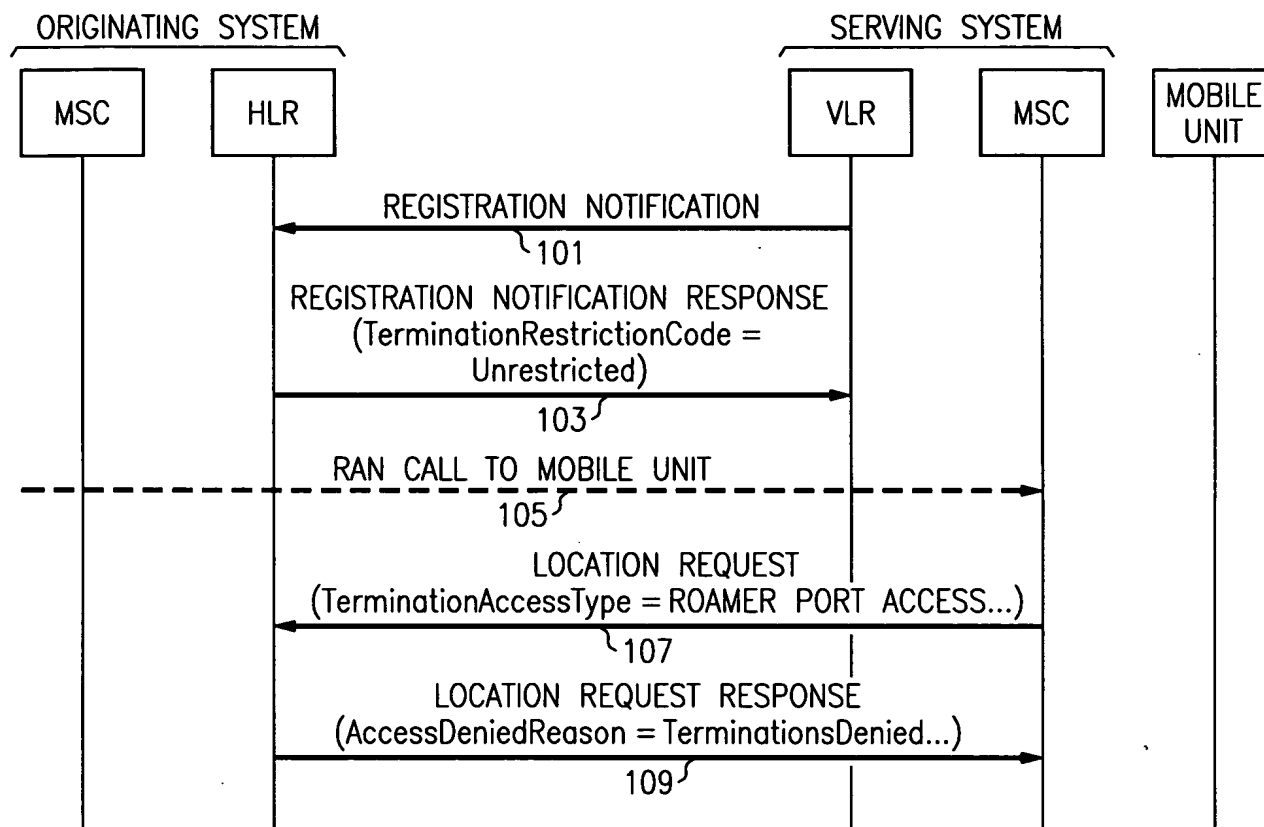 ORIGINATING SYSTEM
SERVING SYSTEM
MSC
HLR
VLR
MSC
MOBILE
UNIT
REGISTRATION NOTIFICATION
101
REGISTRATION NOTIFICATION RESPONSE
(TerminationRestrictionCode =
Unrestricted)
103
RAN CALL TO MOBILE UNIT
105
LOCATION REQUEST
(TerminationAccessType = ROAMER PORT ACCESS...)
107
LOCATION REQUEST RESPONSE
(AccessDeniedReason = TerminationsDenied...)
109